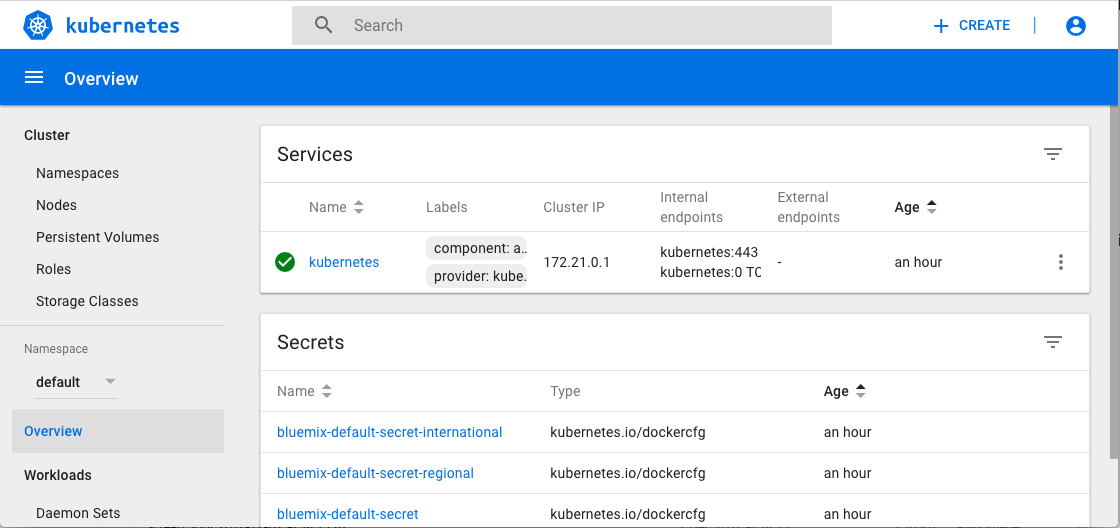 kubernetes
Search
CREATE
Overview
Cluster
Namespaces
Nodes
Persistent Volumes
Roles
Storage Classes
Namespace
default
Overview
Workloads
Daemon Sets
Services
Name Labels Cluster IP Internal endpoints External endpoints Age
kubernetes component: a.. provider: kube. 172.21.0.1 kubernetes:443 kubernetes:0 TC - an hour
Secrets
Name Type Age
bluemix-default-secret-international kubernetes.io/dockercfg an hour
bluemix-default-secret-regional kubernetes.io/dockercfg an hour
bluemix-default-secret kubernetes.io/dockercfg an hour